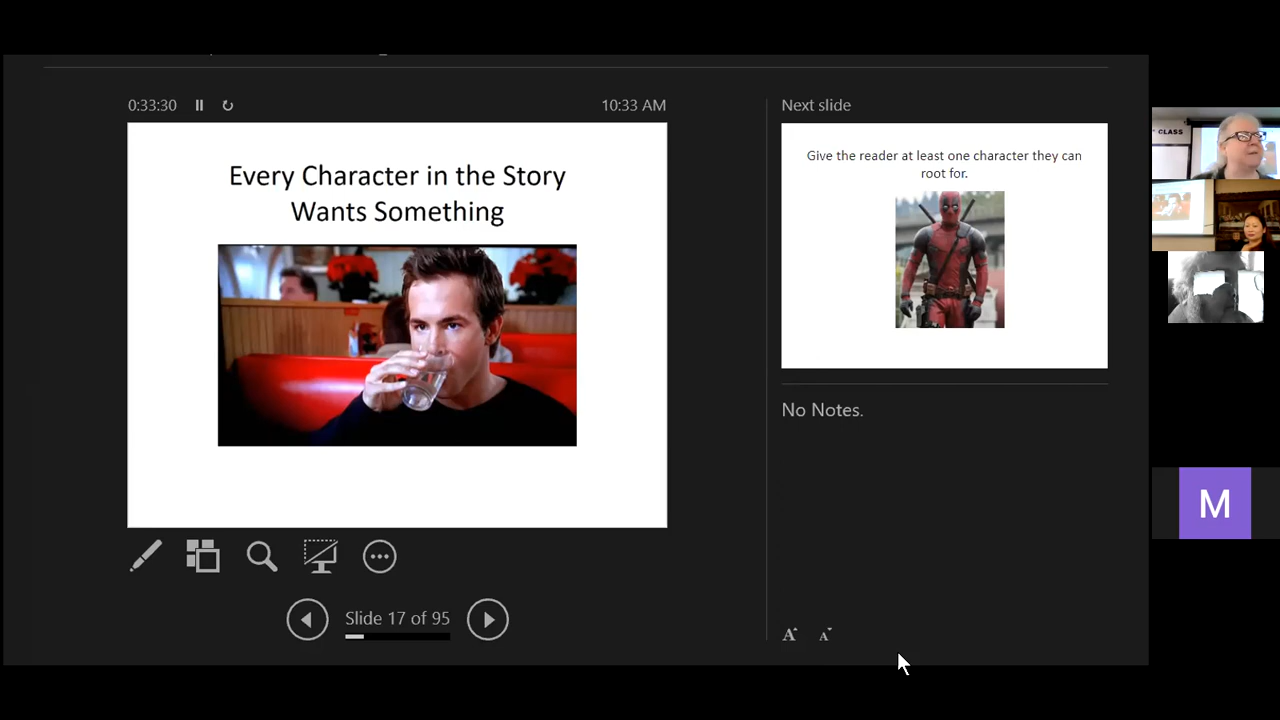 0:33:30
10:33 AM
Every Character in the Story
Wants Something
Slide 17 of 95
Next slide
Give the reader at least one character they can
root for.
No Notes.
A A
CLASS
M